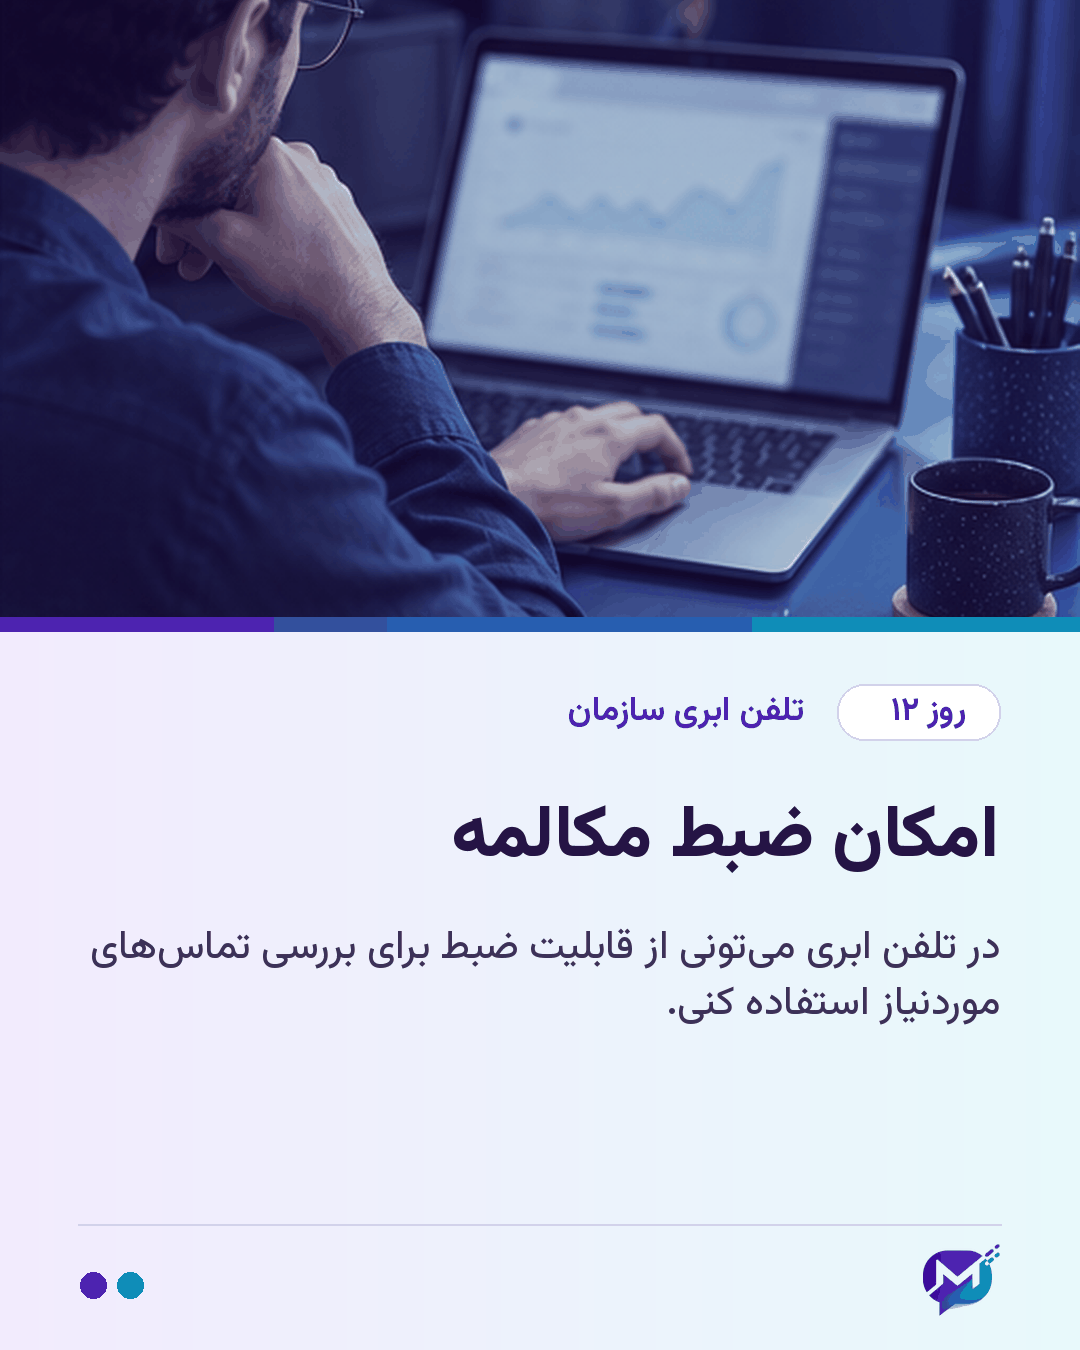 روز ۱۲
تلفن ابری سازمان
امکان ضبط مکالمه
در تلفن ابری می‌تونی از قابلیت ضبط برای بررسی تماس‌های
موردنیاز استفاده کنی.